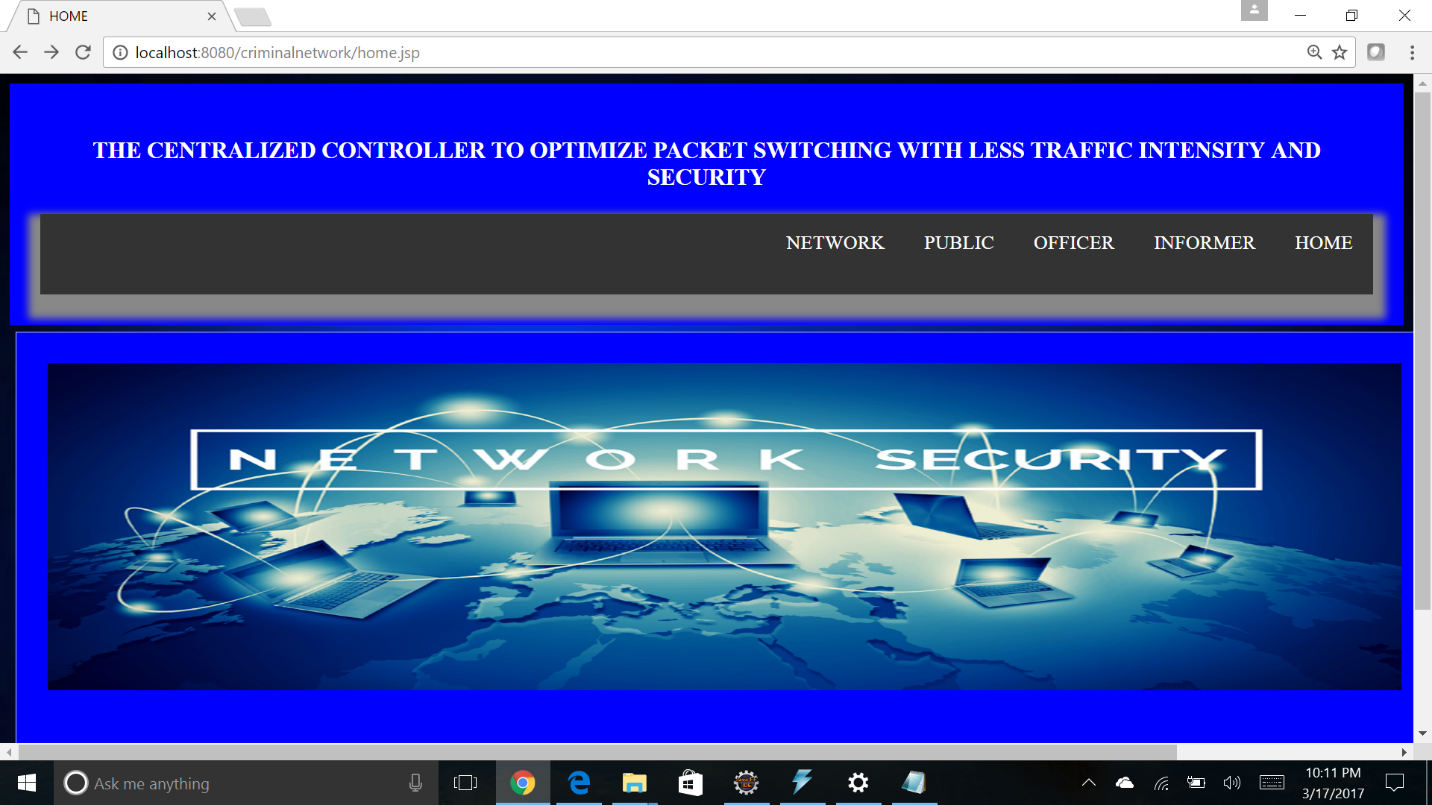 HOME
localhost:8080/criminalnetwork/home.jsp
THE CENTRALIZED CONTROLLER TO OPTIMIZE PACKET SWITCHING WITH LESS TRAFFIC INTENSITY AND
SECURITY
NETWORK PUBLIC OFFICER INFORMER HOME
NETWORK SECURITY
Ask me anything
10:11 PM
3/17/2017